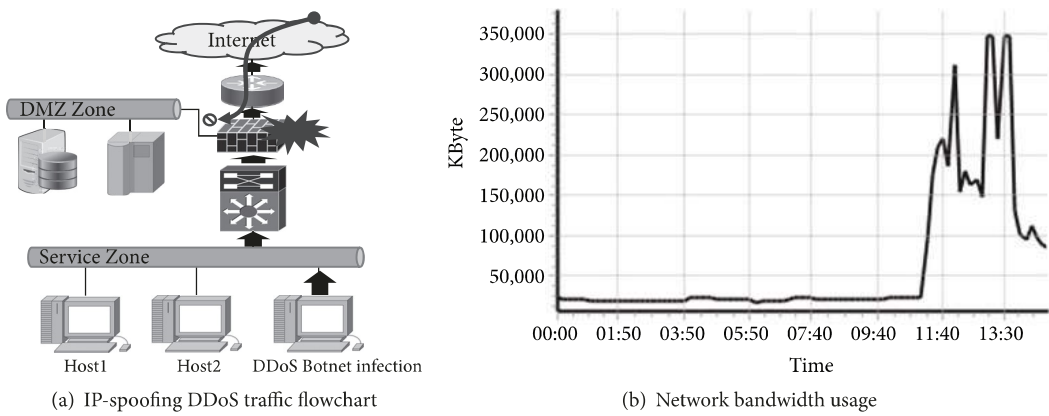 Internet
DMZ Zone
Service Zone
Host1
Host2
DDoS Botnet infection
(a) IP-spoofing DDoS traffic flowchart
KByte
350,000
300,000
250,000
200,000
150,000
100,000
50,000
00:00
01:50
03:50
05:50
07:40
09:40
11:40
13:30
Time
(b) Network bandwidth usage